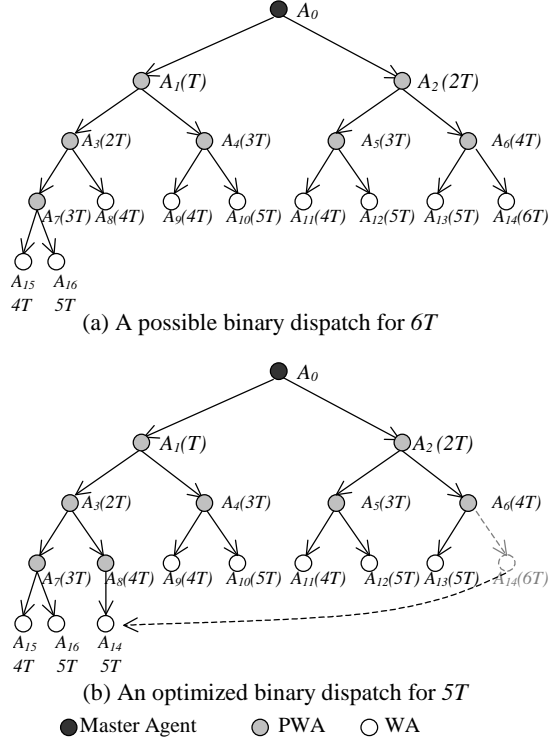 A0
A1(T) A2(2T)
A3(2T) A4(3T) A5(3T) A6(4T)
A7(3T) A8(4T) A9(4T) A10(5T) A11(4T) A12(5T) A13(5T) A14(6T)
A15 A16
4T 5T
(a) A possible binary dispatch for 6T
A0
A1(T) A2(2T)
A3(2T) A4(3T) A5(3T) A6(4T)
A7(3T) A8(4T) A9(4T) A10(5T) A11(4T) A12(5T) A13(5T) A14(6T)
A15 A16 A14
4T 5T 5T
(b) An optimized binary dispatch for 5T
Master Agent PWA WA